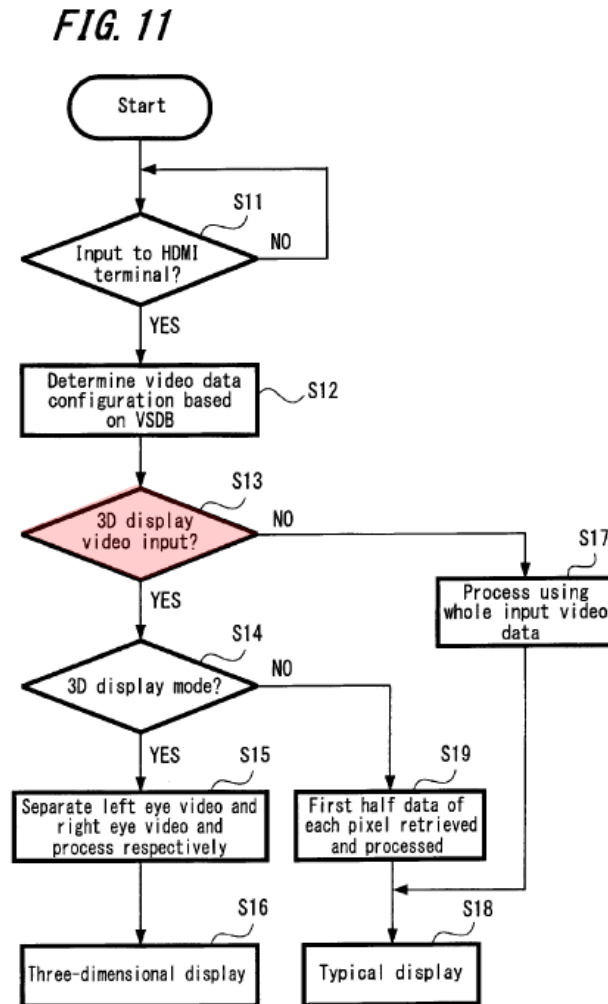 FIG. 11
Start
S11
Input to HDMI
terminal?
NO
YES
Determine video data
configuration based
on VSDB
S12
S13
3D display
video input?
NO
YES
S17
Process using
whole input video
data
S14
3D display mode?
NO
YES
S15
Separate left eye video and
right eye video and
process respectively
S19
First half data of
each pixel retrieved
and processed
S16
Three-dimensional display
S18
Typical display